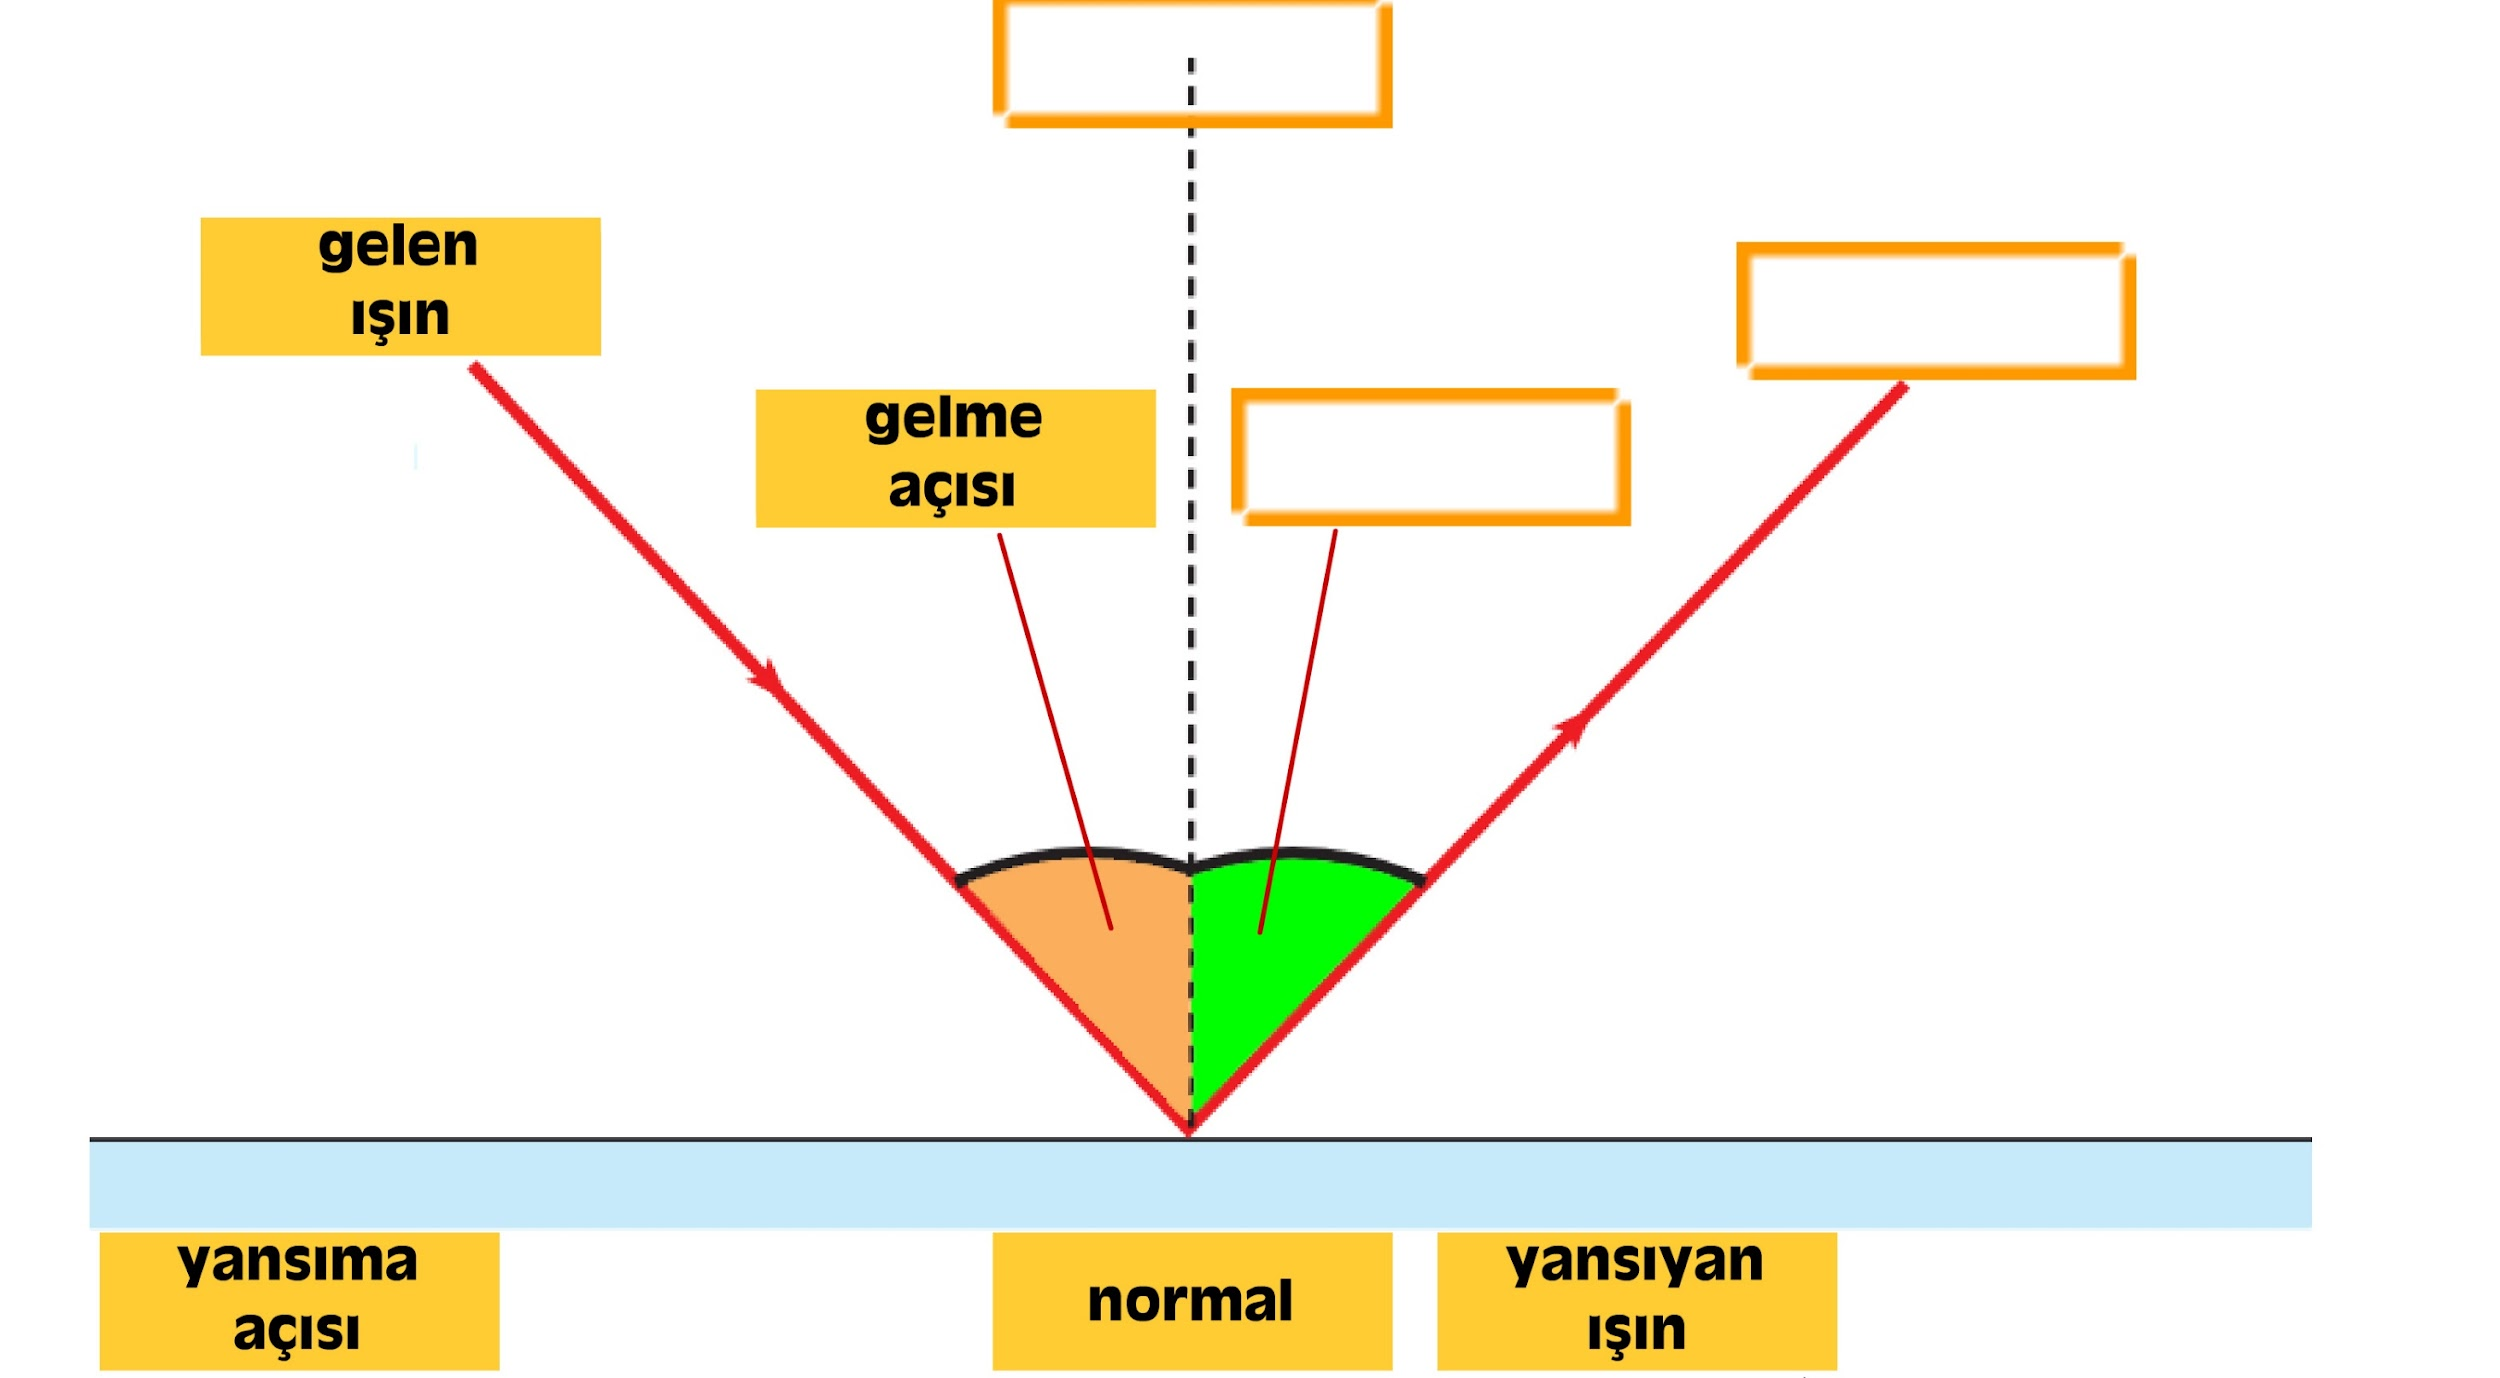 gelen
ışın
gelme
açısı
yansıma
açısı
normal
yansıyan
ışın